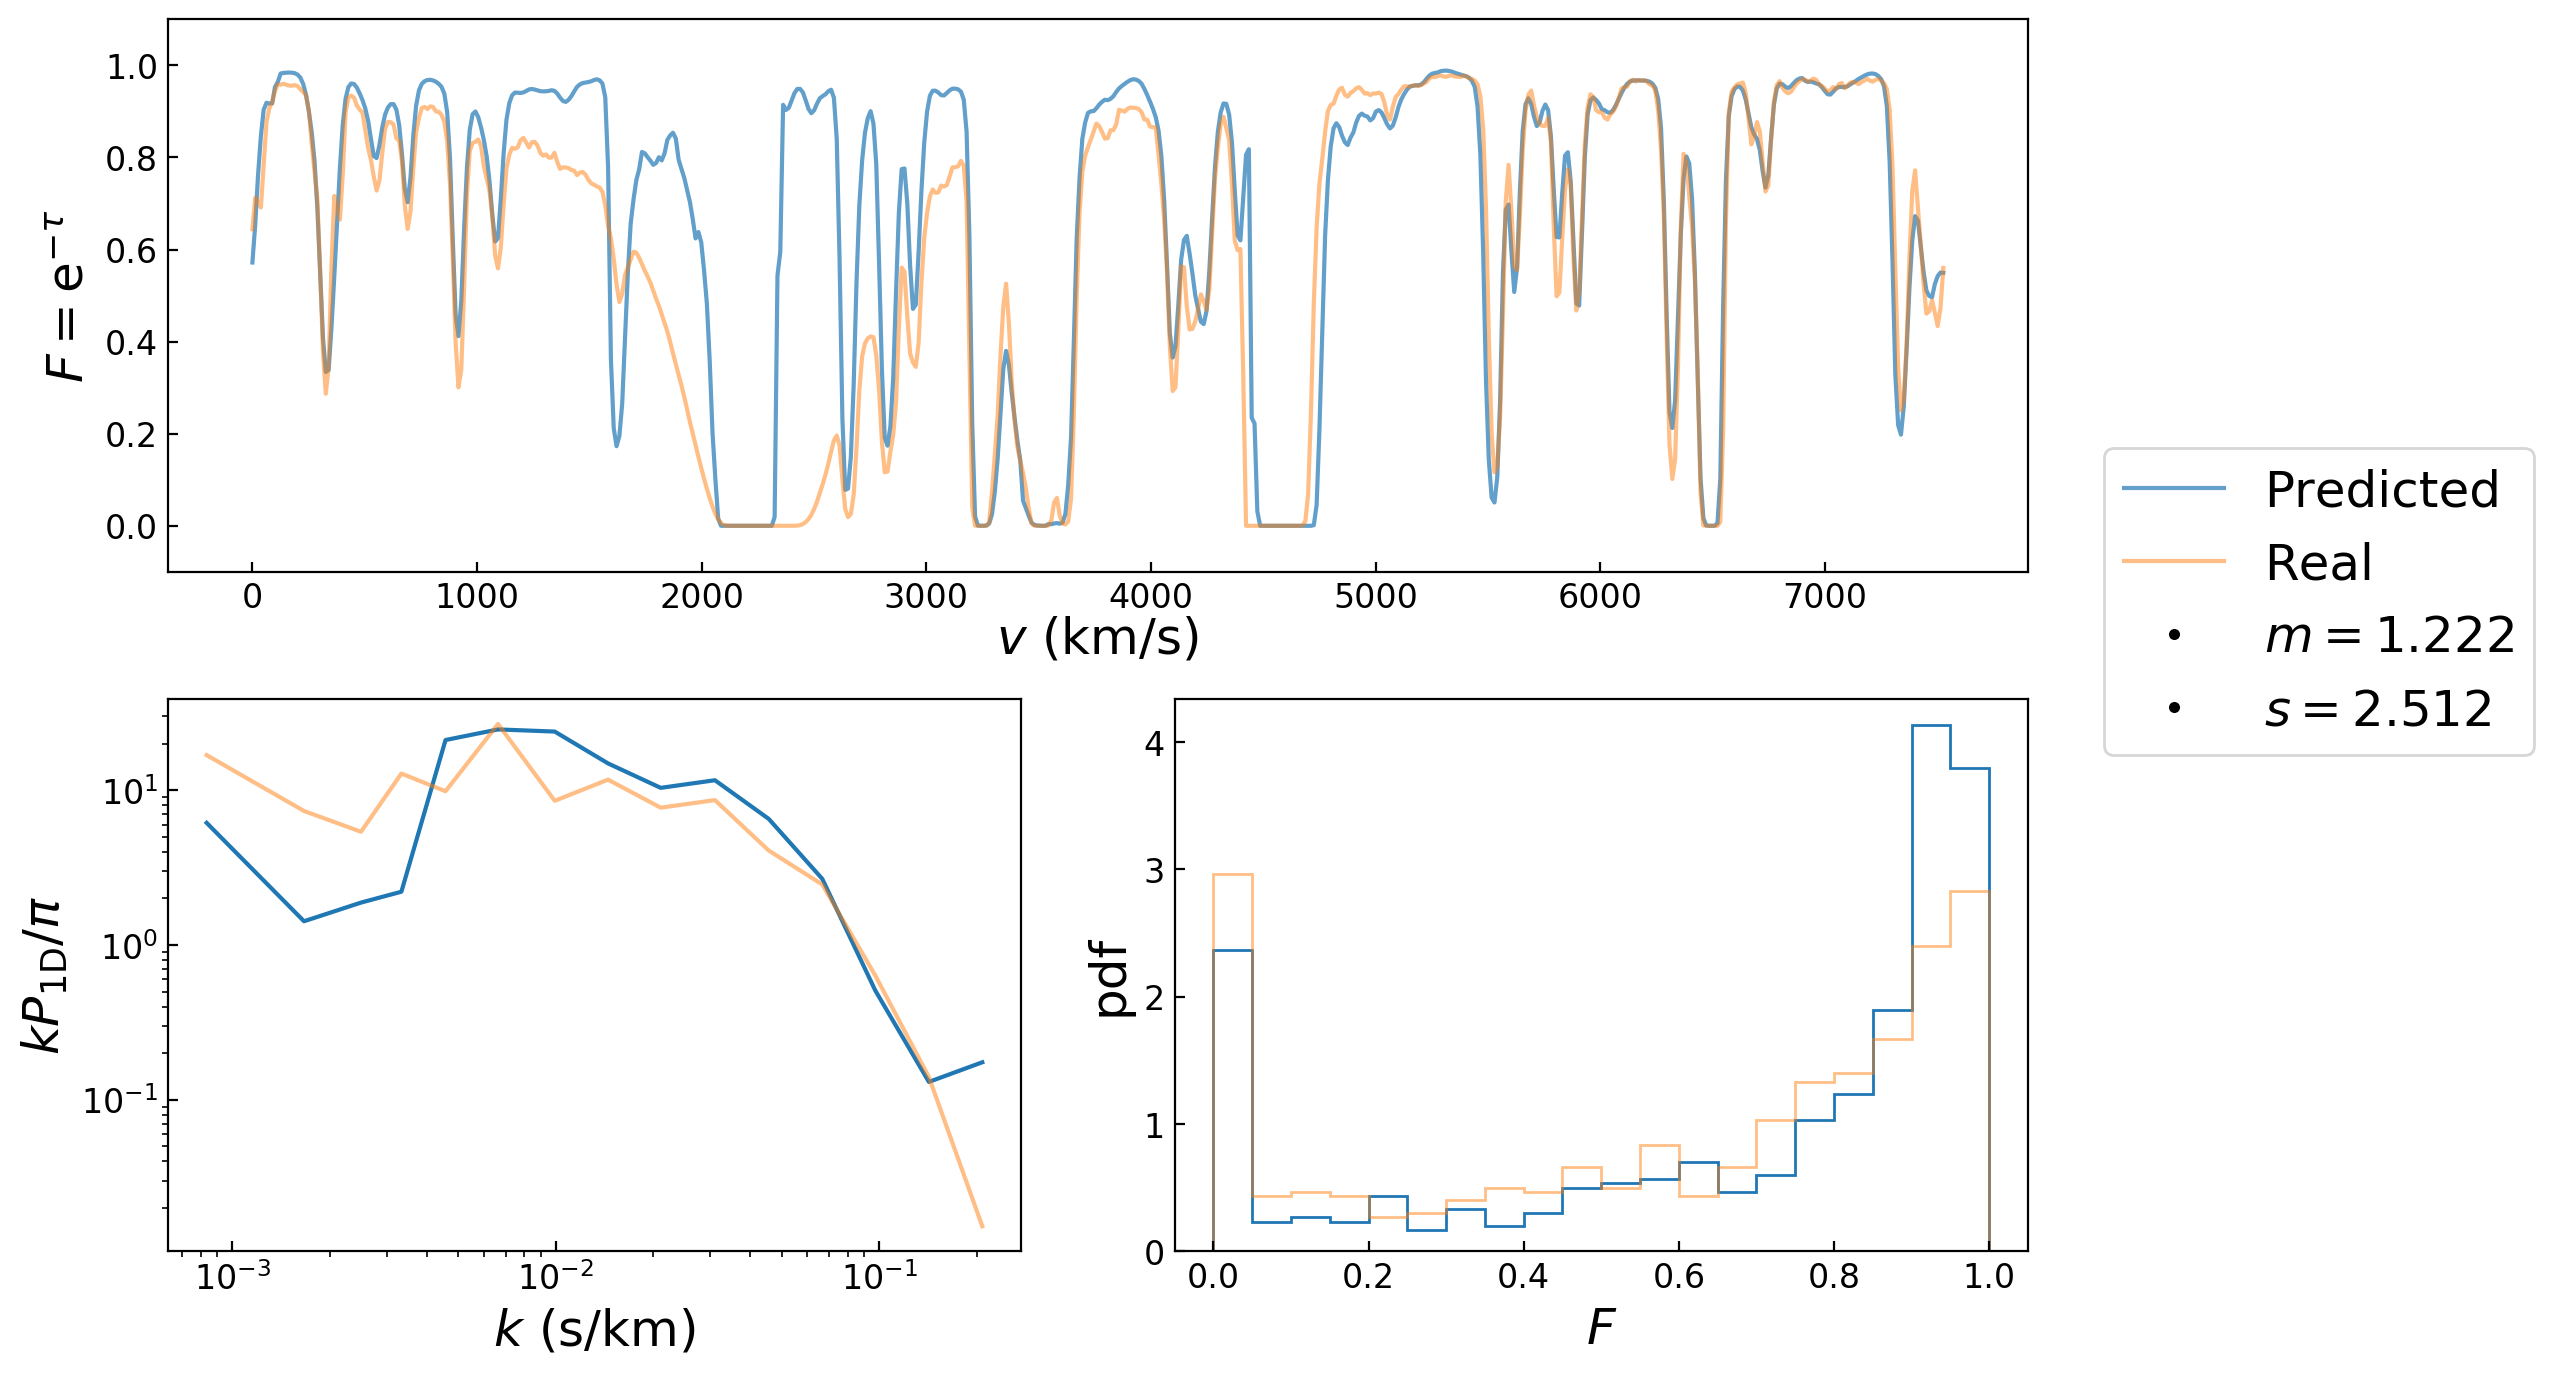 1.0
0.8
0.6
0.4
0.2
0.0
F = e^{−τ}
0 1000 2000 3000 4000 5000 6000 7000
v (km/s)
Predicted
Real
m = 1.222
s = 2.512
10^1
10^0
10^{−1}
kP_{1D}/π
10^{−3} 10^{−2} 10^{−1}
k (s/km)
4
3
2
1
0
pdf
0.0 0.2 0.4 0.6 0.8 1.0
F